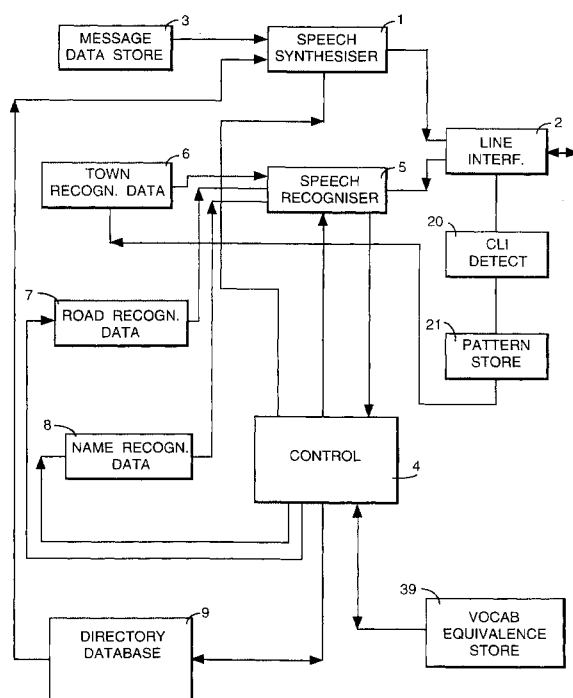 3
MESSAGE
DATA STORE
1
SPEECH
SYNTHESISER
2
LINE
INTERF.
6
TOWN
RECOGN. DATA
5
SPEECH
RECOGNISER
20
CLI
DETECT
7
ROAD RECOGN.
DATA
21
PATTERN
STORE
8
NAME RECOGN.
DATA
CONTROL
4
9
DIRECTORY
DATABASE
39
VOCAB
EQUIVALENCE
STORE